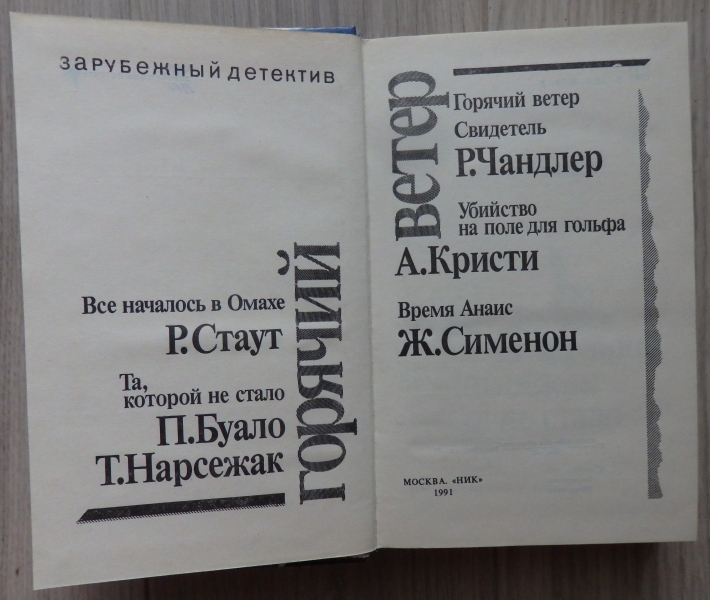 зарубежный детектив
Все началось в Омахе
Р.Стаут
Та,
которой не стало
П.Буало
Т.Нарсежак
горячий
ветер
Горячий ветер
Свидетель
Р.Чандлер
Убийство
на поле для гольфа
А.Кристи
Время Анаис
Ж.Сименон
МОСКВА. «НИК»
1991